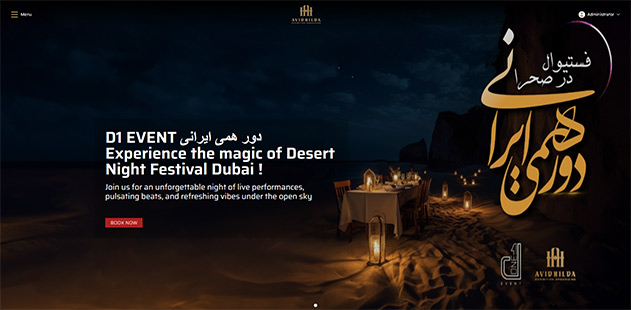 Menu
AVIDHILDA
Administrator
فستیوال
در صحرا
دورهمی ایرانی
D1 EVENT دور همی ایرانی
Experience the magic of Desert
Night Festival Dubai !
Join us for an unforgettable night of live performances,
pulsating beats, and refreshing vibes under the open sky
BOOK NOW
EVENT
AVIDHILDA